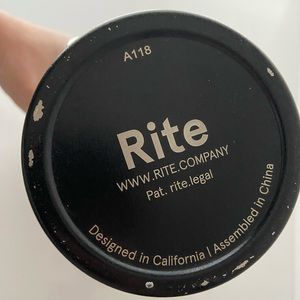 A118
Rite
WWW.RITE.COMPANY
Pat. rite.legal
Designed in California | Assembled in China